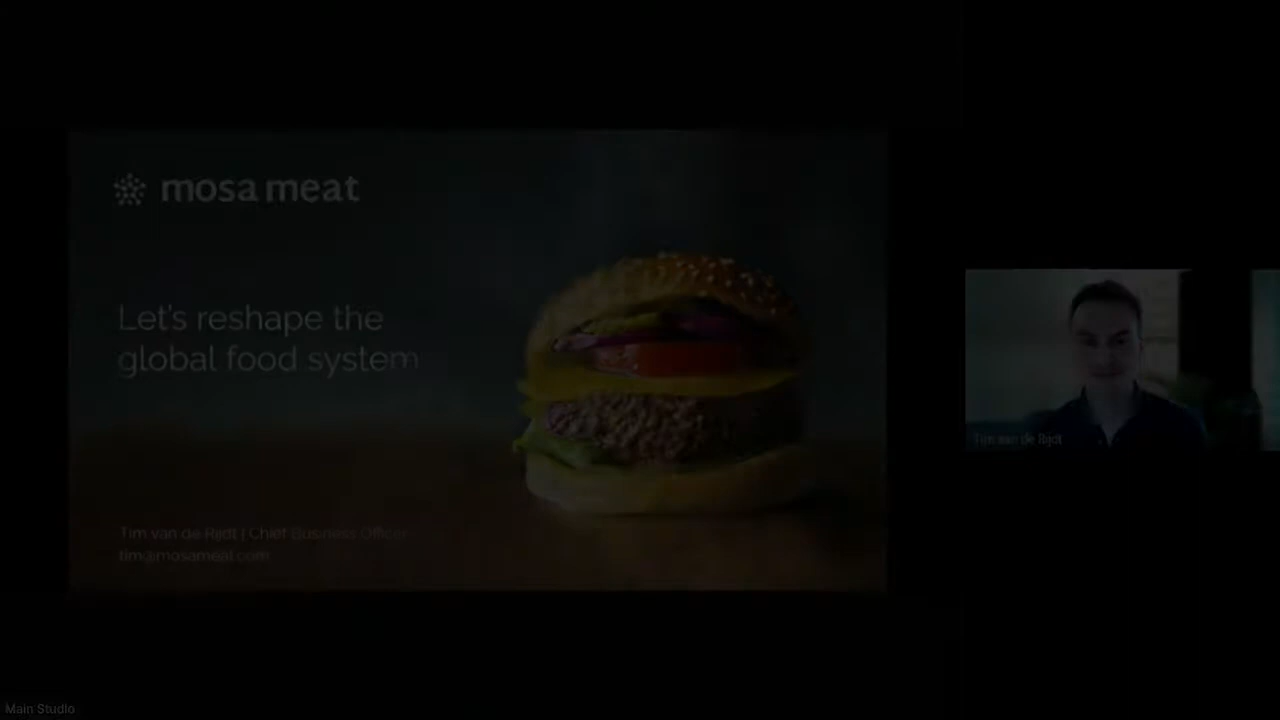 mosa meat
Let's reshape the
global food system
Tim van de Rijdt | Chief Business Officer
tim@mosameat.com
Tim van de Rijdt
Main Studio